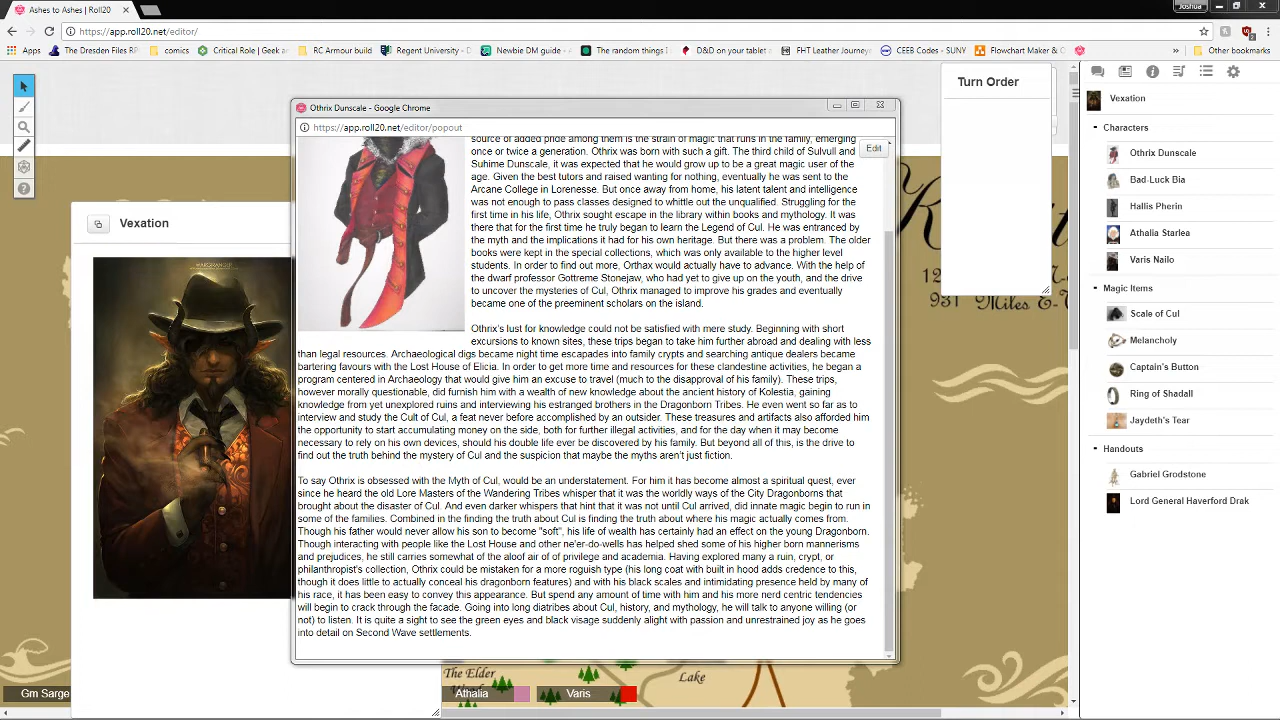 Ashes to Ashes | Roll20
Joshua
https://app.roll20.net/editor/
Apps
The Dresden Files RP
comics
Critical Role | Geek a
RC Armour build
Regent University - D
Newbie DM guide - a
The random things I
D&D on your tablet a
FHT Leather Journey
CEEB Codes - SUNY
Flowchart Maker & C
»
Other bookmarks
Othrix Dunscale - Google Chrome
https://app.roll20.net/editor/popout
Edit
source of added pride among them is the strain of magic that runs in the family, emerging
once or twice a generation. Othrix was born with such a gift. The third child of Sulvull and
Suhime Dunscale, it was expected that he would grow up to be a great magic user of the
age. Given the best tutors and raised wanting for nothing, eventually he was sent to the
Arcane College in Lorenesse. But once away from home, his latent talent and intelligence
was not enough to pass classes designed to whittle out the unqualified. Struggling for the
first time in his life, Othrix sought escape in the library within books and mythology. It was
there that for the first time he truly began to learn the Legend of Cul. He was entranced by
the myth and the implications it had for his own heritage. But there was a problem. The older
books were kept in the special collections, which was only available to the higher level
students. In order to find out more, Orthax would actually have to advance. With the help of
the dwarf professor Gottrem Stonejaw, who had yet to give up on the youth, and the drive
to uncover the mysteries of Cul, Othrix managed to improve his grades and eventually
became one of the preeminent scholars on the island.
Othrix's lust for knowledge could not be satisfied with mere study. Beginning with short
excursions to known sites, these trips began to take him further abroad and dealing with less
than legal resources. Archaeological digs became night time escapades into family crypts and searching antique dealers became
bartering favours with the Lost House of Elicia. In order to get more time and resources for these clandestine activities, he began a
program centered in Archaeology that would give him an excuse to travel (much to the disapproval of his family). These trips,
however morally questionable, did furnish him with a wealth of new knowledge about the ancient history of Kolestia, gaining
knowledge from yet unexplored ruins and interviewing his estranged brothers in the Dragonborn Tribes. He even went so far as to
interview and study the Cult of Cul, a feat never before accomplished by an outsider. These treasures and artifacts also afforded him
the opportunity to start accumulating money on the side, both for further illegal activities, and for the day when it may become
necessary to rely on his own devices, should his double life ever be discovered by his family. But beyond all of this, is the drive to
find out the truth behind the mystery of Cul and the suspicion that maybe the myths aren't just fiction.
To say Othrix is obsessed with the Myth of Cul, would be an understatement. For him it has become almost a spiritual quest, ever
since he heard the old Lore Masters of the Wandering Tribes whisper that it was the worldly ways of the City Dragonborns that
brought about the disaster of Cul. And even darker whispers that hint that it was not until Cul arrived, did innate magic begin to run in
some of the families. Combined in the finding the truth about Cul is finding the truth about where his magic actually comes from.
Though his father would never allow his son to become "soft", his life of wealth has certainly had an effect on the young Dragonborn.
Though interacting with people like the Lost House and other ne'er-do-wells has helped shed some of his higher born mannerisms
and prejudices, he still carries somewhat of the aloof air of of privilege and academia. Having explored many a ruin, crypt, or
philanthropist's collection, Othrix could be mistaken for a more roguish type (his long coat with built in hood adds credence to this,
though it does little to actually conceal his dragonborn features) and with his black scales and intimidating presence held by many of
his race, it has been easy to convey this appearance. But spend any amount of time with him and his more nerd centric tendencies
will begin to crack through the facade. Going into long diatribes about Cul, history, and mythology, he will talk to anyone willing (or
not) to listen. It is quite a sight to see the green eyes and black visage suddenly alight with passion and unrestrained joy as he goes
into detail on Second Wave settlements.
Vexation
Turn Order
931 Miles E
The Elder
Lake
Gm Sarge
Athalia
Varis
Vexation
Characters
Othrix Dunscale
Bad-Luck Bia
Hallis Pherin
Athalia Starlea
Varis Nailo
Magic Items
Scale of Cul
Melancholy
Captain's Button
Ring of Shadall
Jaydeth's Tear
Handouts
Gabriel Grodstone
Lord General Haverford Drak